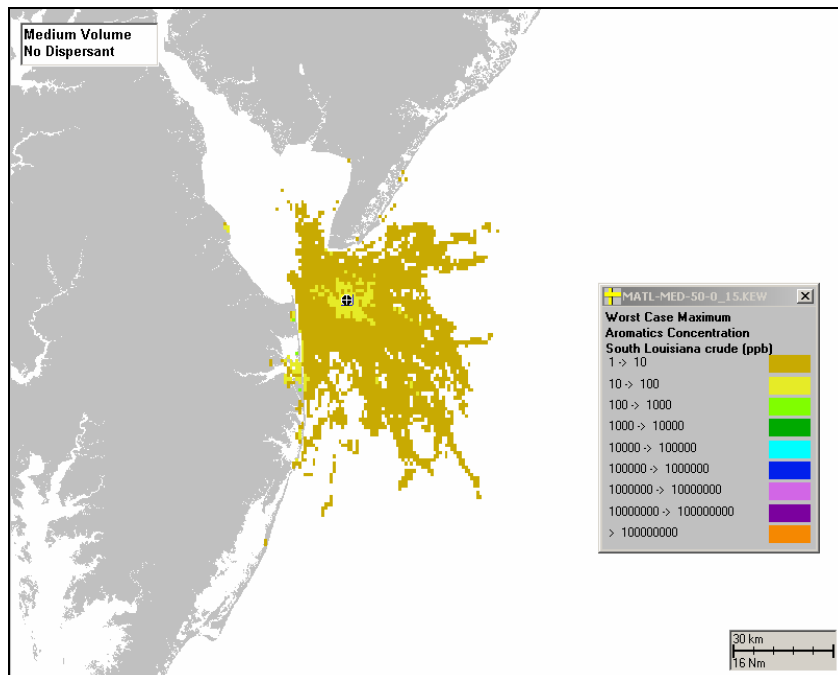 Medium Volume
No Dispersant
MATL-MED-50-0_15.KEW
Worst Case Maximum
Aromatics Concentration
South Louisiana crude (ppb)
1 -> 10
10 -> 100
100 -> 1000
1000 -> 10000
10000 -> 100000
100000 -> 1000000
1000000 -> 10000000
10000000 -> 100000000
> 100000000
30 km
16 Nm